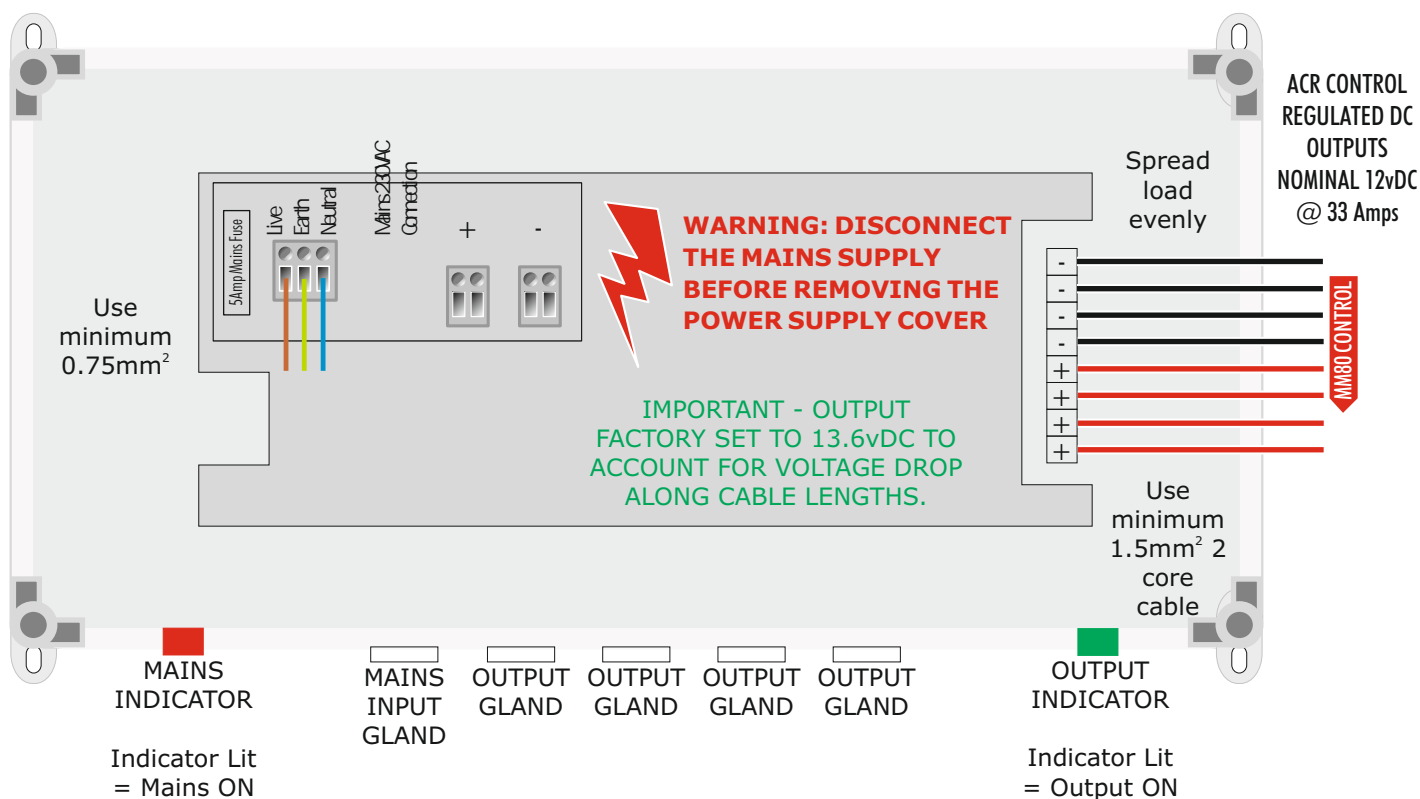 ACR CONTROL
REGULATED DC
OUTPUTS
NOMINAL 12vDC
@ 33 Amps
Spread
load
evenly
5Amp Mains Fuse
Live
Earth
Neutral
Mains 230VAC
Connection
+
-
WARNING: DISCONNECT
THE MAINS SUPPLY
BEFORE REMOVING THE
POWER SUPPLY COVER
Use
minimum
0.75mm²
-
-
-
-
+
+
+
+
MM80 CONTROL
IMPORTANT - OUTPUT
FACTORY SET TO 13.6vDC TO
ACCOUNT FOR VOLTAGE DROP
ALONG CABLE LENGTHS.
Use
minimum
1.5mm² 2
core
cable
MAINS
INDICATOR
Indicator Lit
= Mains ON
MAINS
INPUT
GLAND
OUTPUT
GLAND
OUTPUT
GLAND
OUTPUT
GLAND
OUTPUT
GLAND
OUTPUT
INDICATOR
Indicator Lit
= Output ON